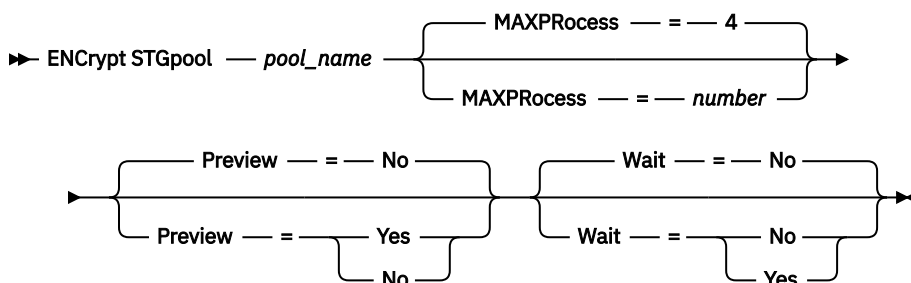 MAXPRocess = 4
ENCrypt STGpool pool_name
MAXPRocess = number
Preview = No Wait = No
Preview = Yes Wait = No
No Yes